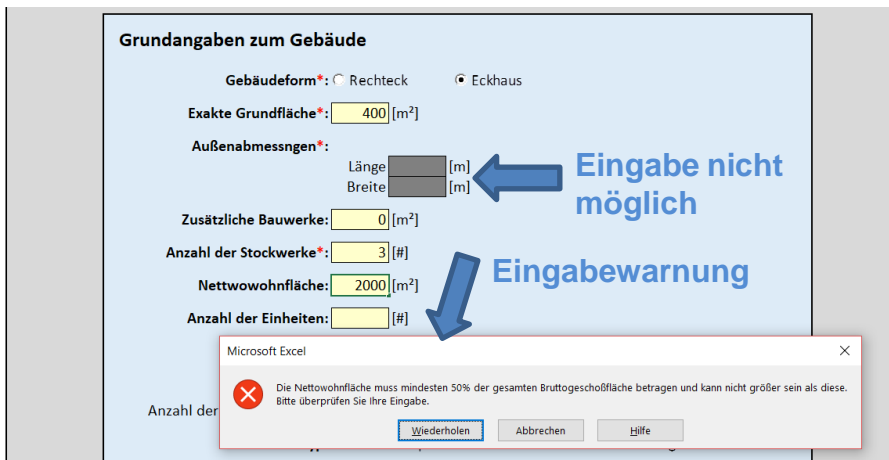 Grundangaben zum Gebäude
Gebäudeform*: Rechteck Eckhaus
Exakte Grundfläche*: 400 [m²]
Außenabmessngen*:
Länge [m]
Breite [m]
Eingabe nicht
möglich
Zusätzliche Bauwerke: 0 [m²]
Anzahl der Stockwerke*: 3 [#]
Eingabewarnung
Nettwowohnfläche: 2000 [m²]
Anzahl der Einheiten: [#]
Microsoft Excel
Die Nettowohnfläche muss mindesten 50% der gesamten Bruttogeschoßfläche betragen und kann nicht größer sein als diese.
Bitte überprüfen Sie Ihre Eingabe.
Anzahl der
Wiederholen Abbrechen Hilfe